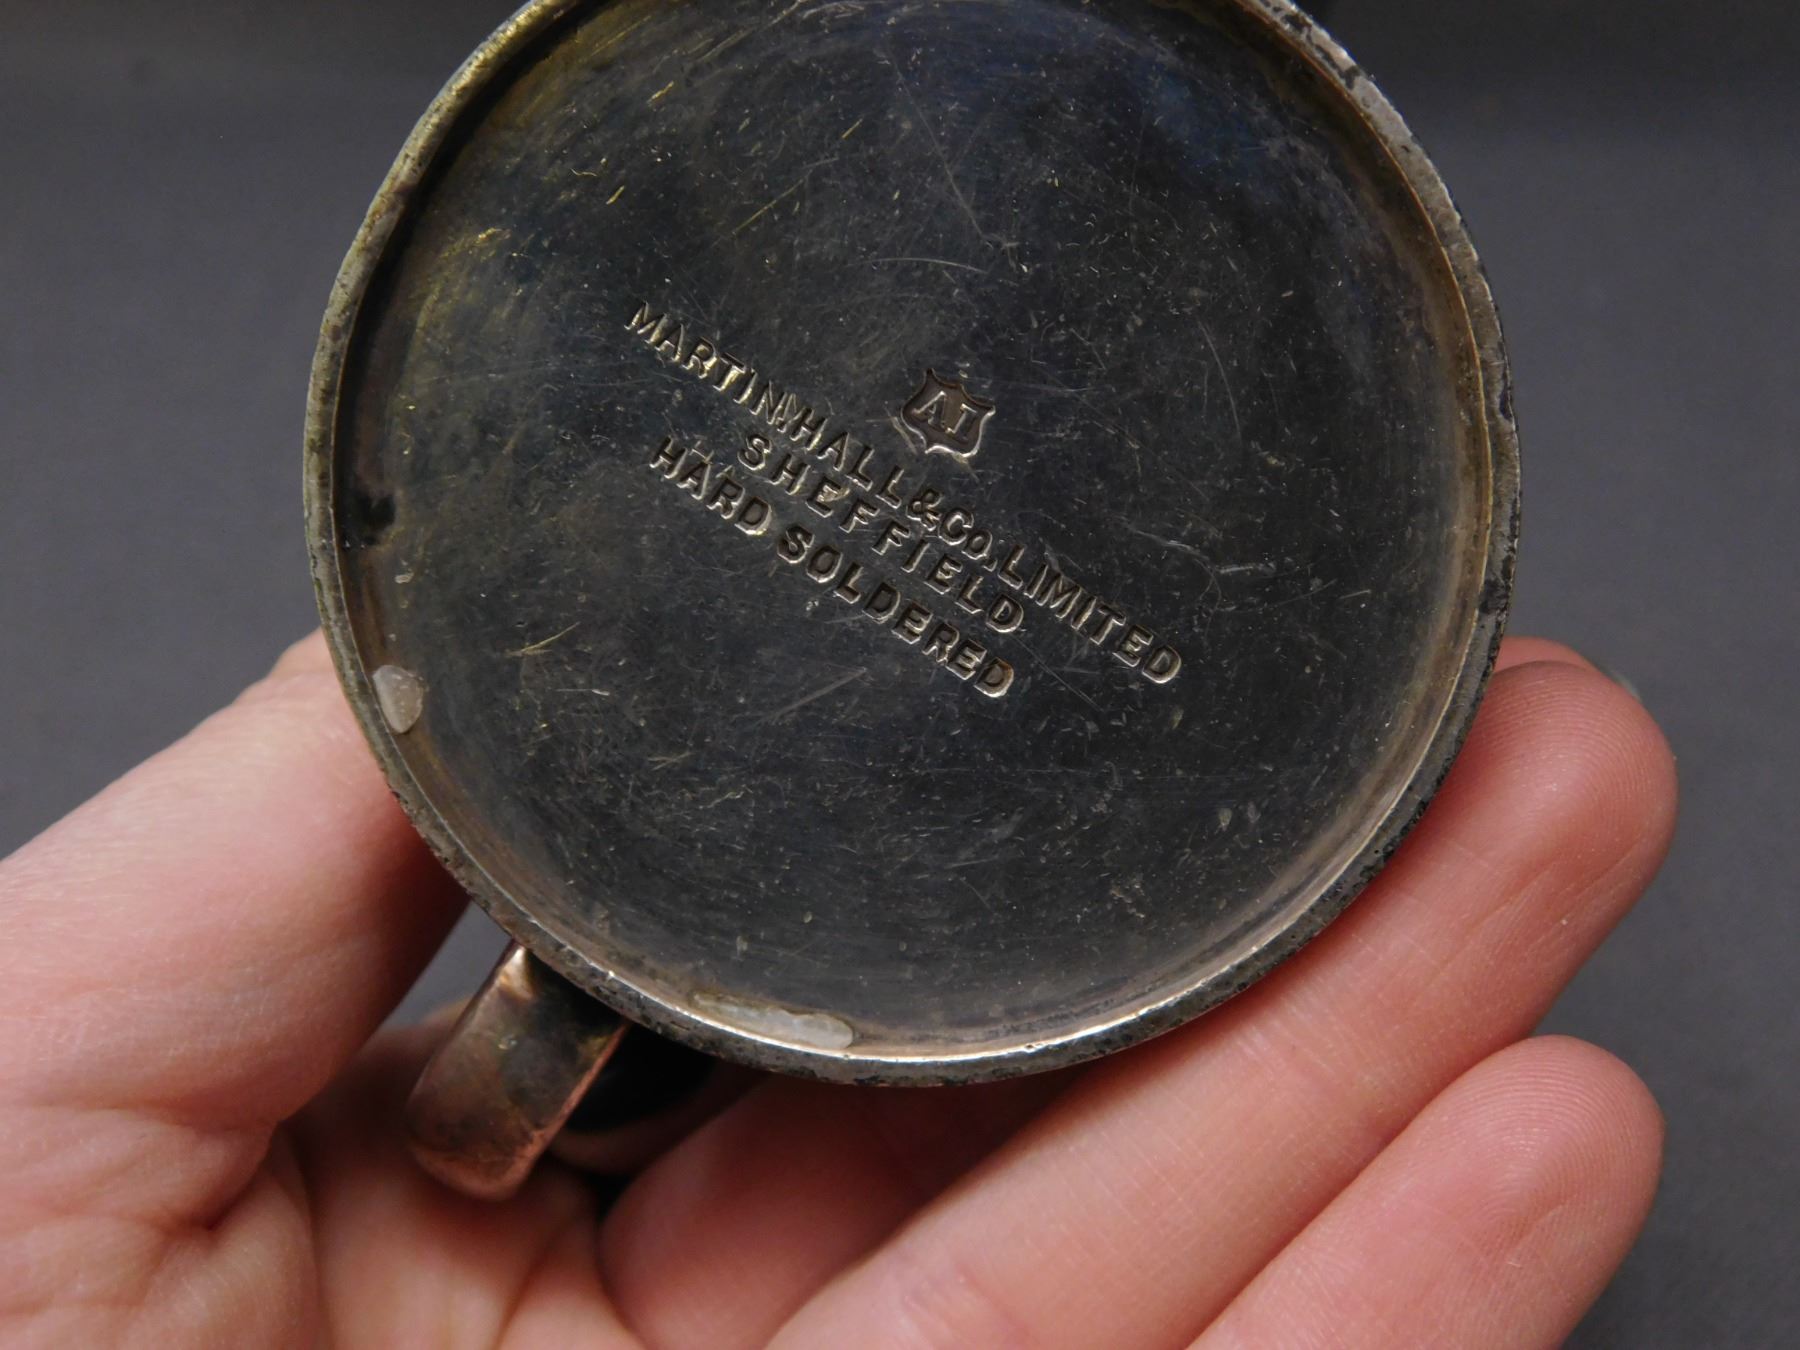 A1
MARTIN, HALL & Co. LIMITED
SHEFFIELD
HARD SOLDERED